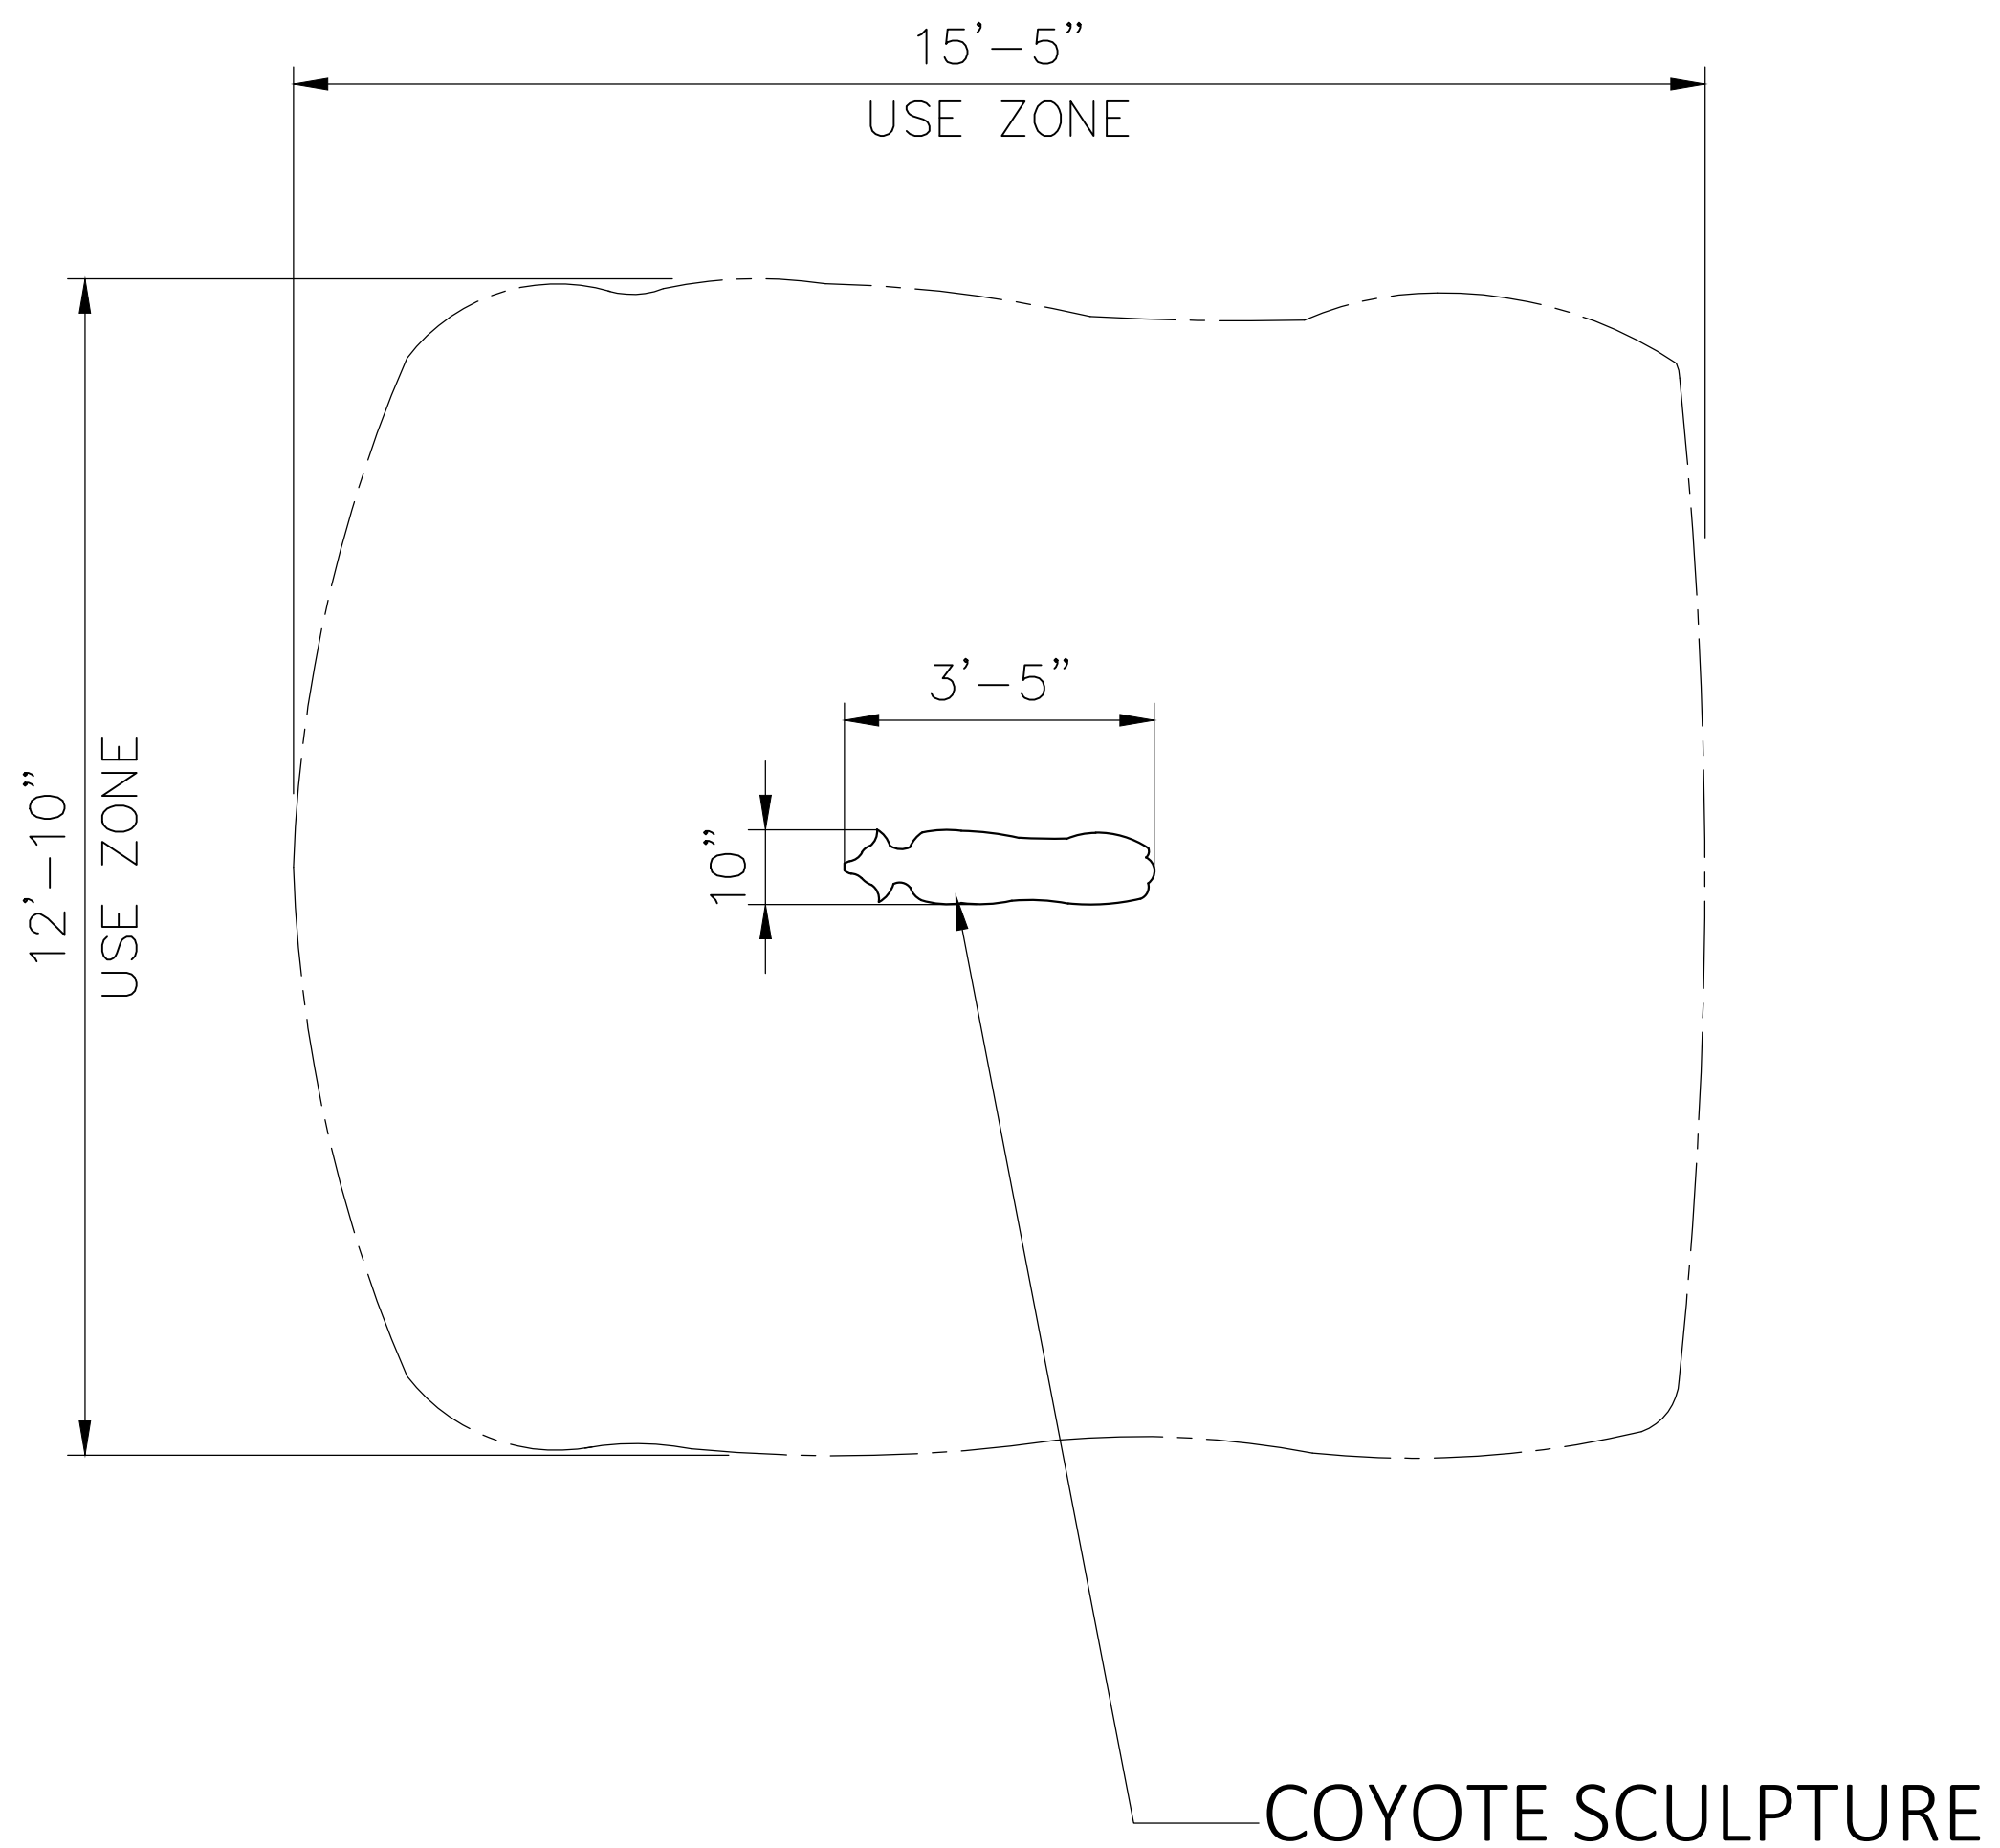 15’-5”
USE ZONE
12’-10”
USE ZONE
3’-5”
10”
COYOTE SCULPTURE